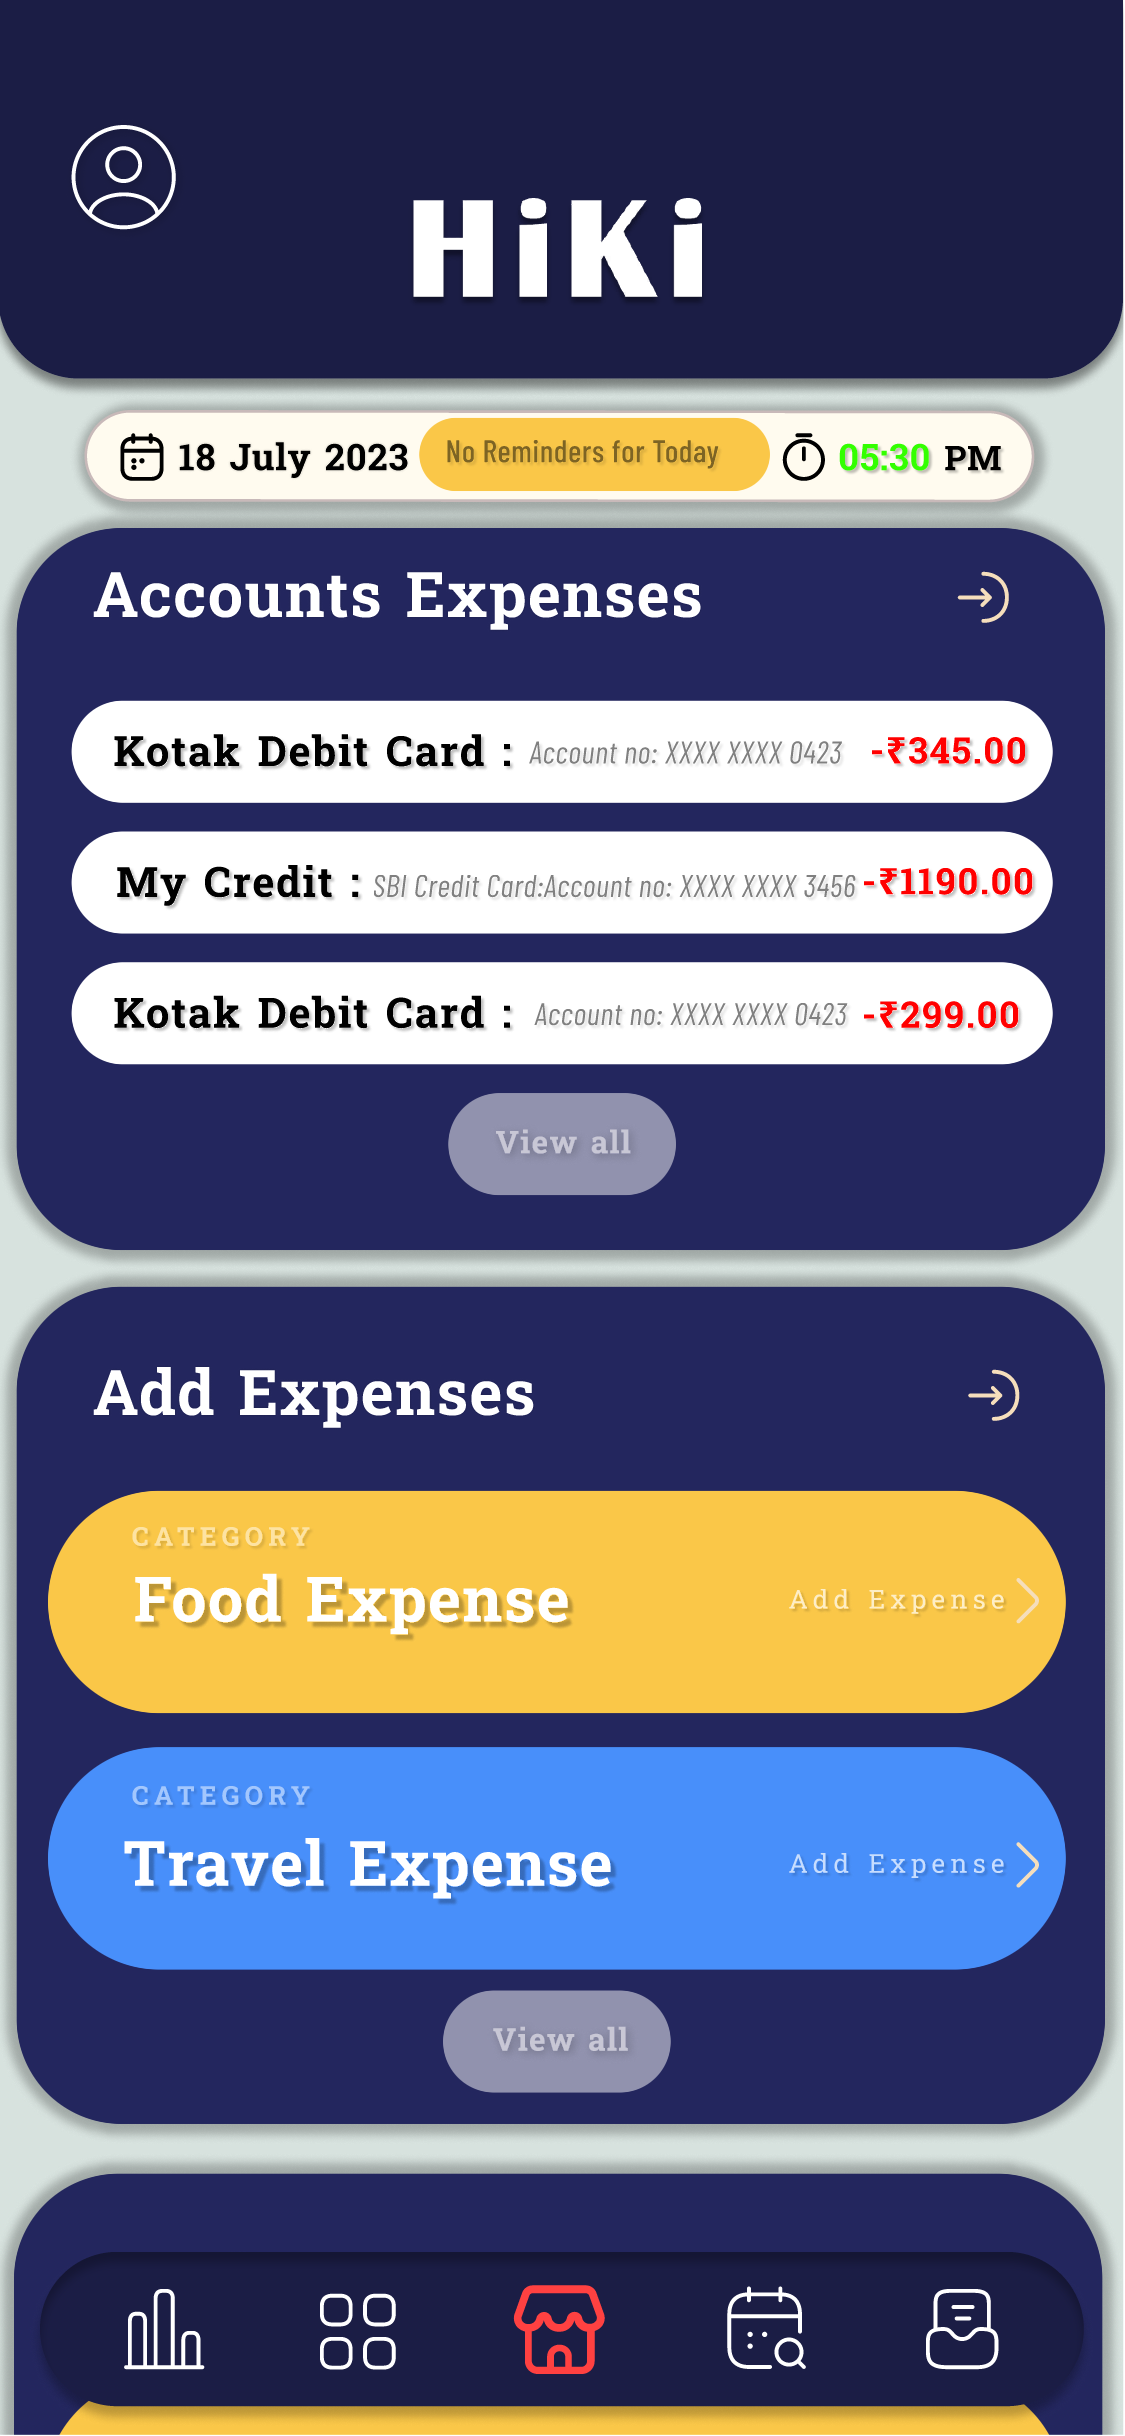 HiKi
18 July 2023 No Reminders for Today 05:30 PM
Accounts Expenses
Kotak Debit Card : Account no: XXXX XXXX 0423 -₹345.00
My Credit : SBI Credit Card:Account no: XXXX XXXX 3456 -₹1190.00
Kotak Debit Card : Account no: XXXX XXXX 0423 -₹299.00
View all
Add Expenses
CATEGORY
Food Expense Add Expense
CATEGORY
Travel Expense Add Expense
View all